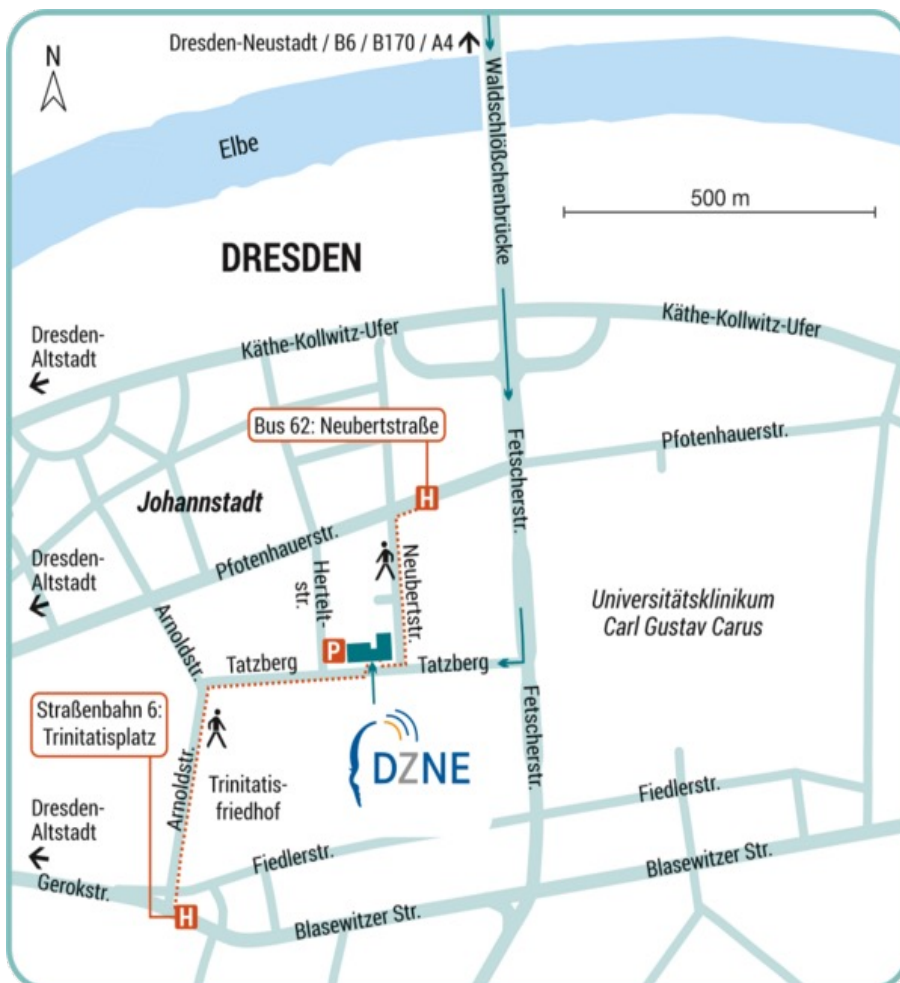 Dresden-Neustadt / B6 / B170 / A4
N
Waldschlößchenbrücke
Elbe
500 m
DRESDEN
Käthe-Kollwitz-Ufer
Käthe-Kollwitz-Ufer
Dresden-
Altstadt
Bus 62: Neubertstraße
Pfotenhauerstr.
Fetscherstr.
H
Johannstadt
Pfotenhauerstr.
Dresden-
Altstadt
Hertelt-
str.
Neubertstr.
Universitätsklinikum
Carl Gustav Carus
Arnoldstr.
P
Tatzberg
Tatzberg
Straßenbahn 6:
Trinitatisplatz
Fetscherstr.
DZNE
Arnoldstr.
Trinitatis-
friedhof
Fiedlerstr.
Dresden-
Altstadt
Fiedlerstr.
Blasewitzer Str.
Gerokstr.
H
Blasewitzer Str.